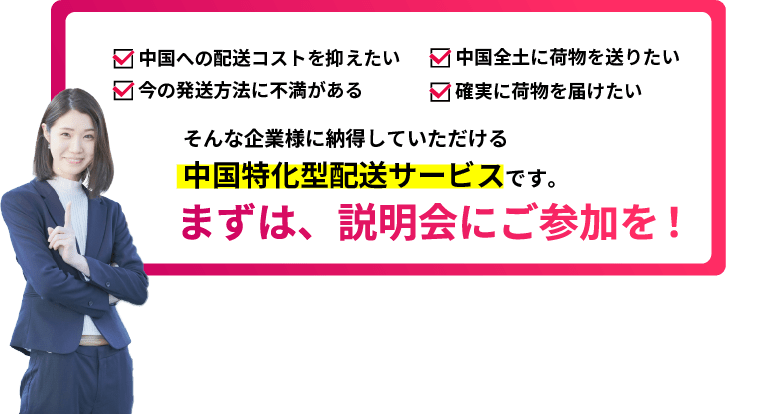 中国への配送コストを抑えたい
中国全土に荷物を送りたい
今の発送方法に不満がある
確実に荷物を届けたい
そんな企業様に納得していただける
中国特化型配送サービスです。
まずは、説明会にご参加を！